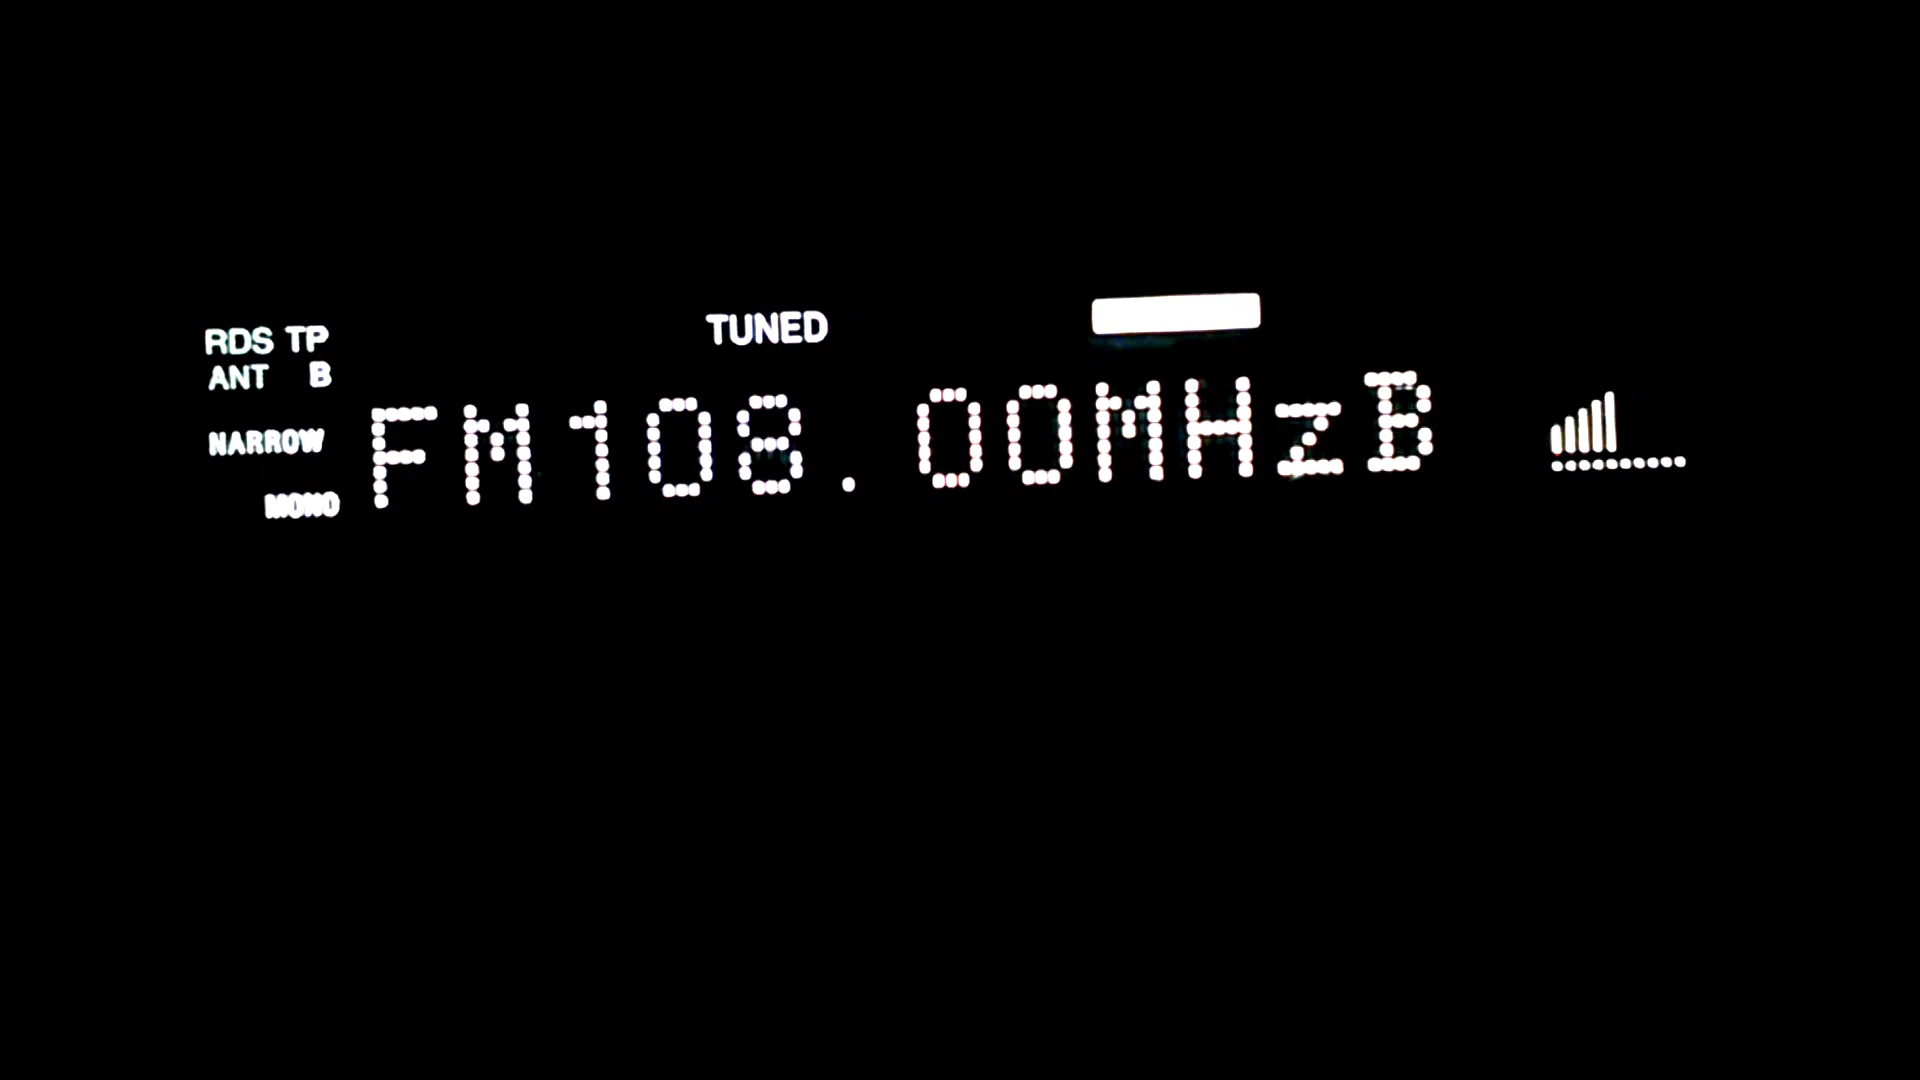 TUNED
RDS TP
ANT B
NARROW
MONO
FM108.00MHzB